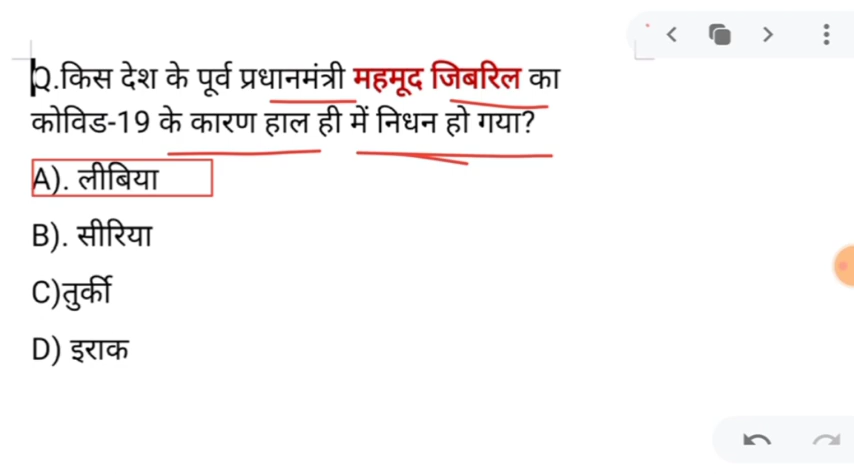 Q.किस देश के पूर्व प्रधानमंत्री महमूद जिबरिल का
कोविड-19 के कारण हाल ही में निधन हो गया?
A). लीबिया
B). सीरिया
C)तुर्की
D) इराक